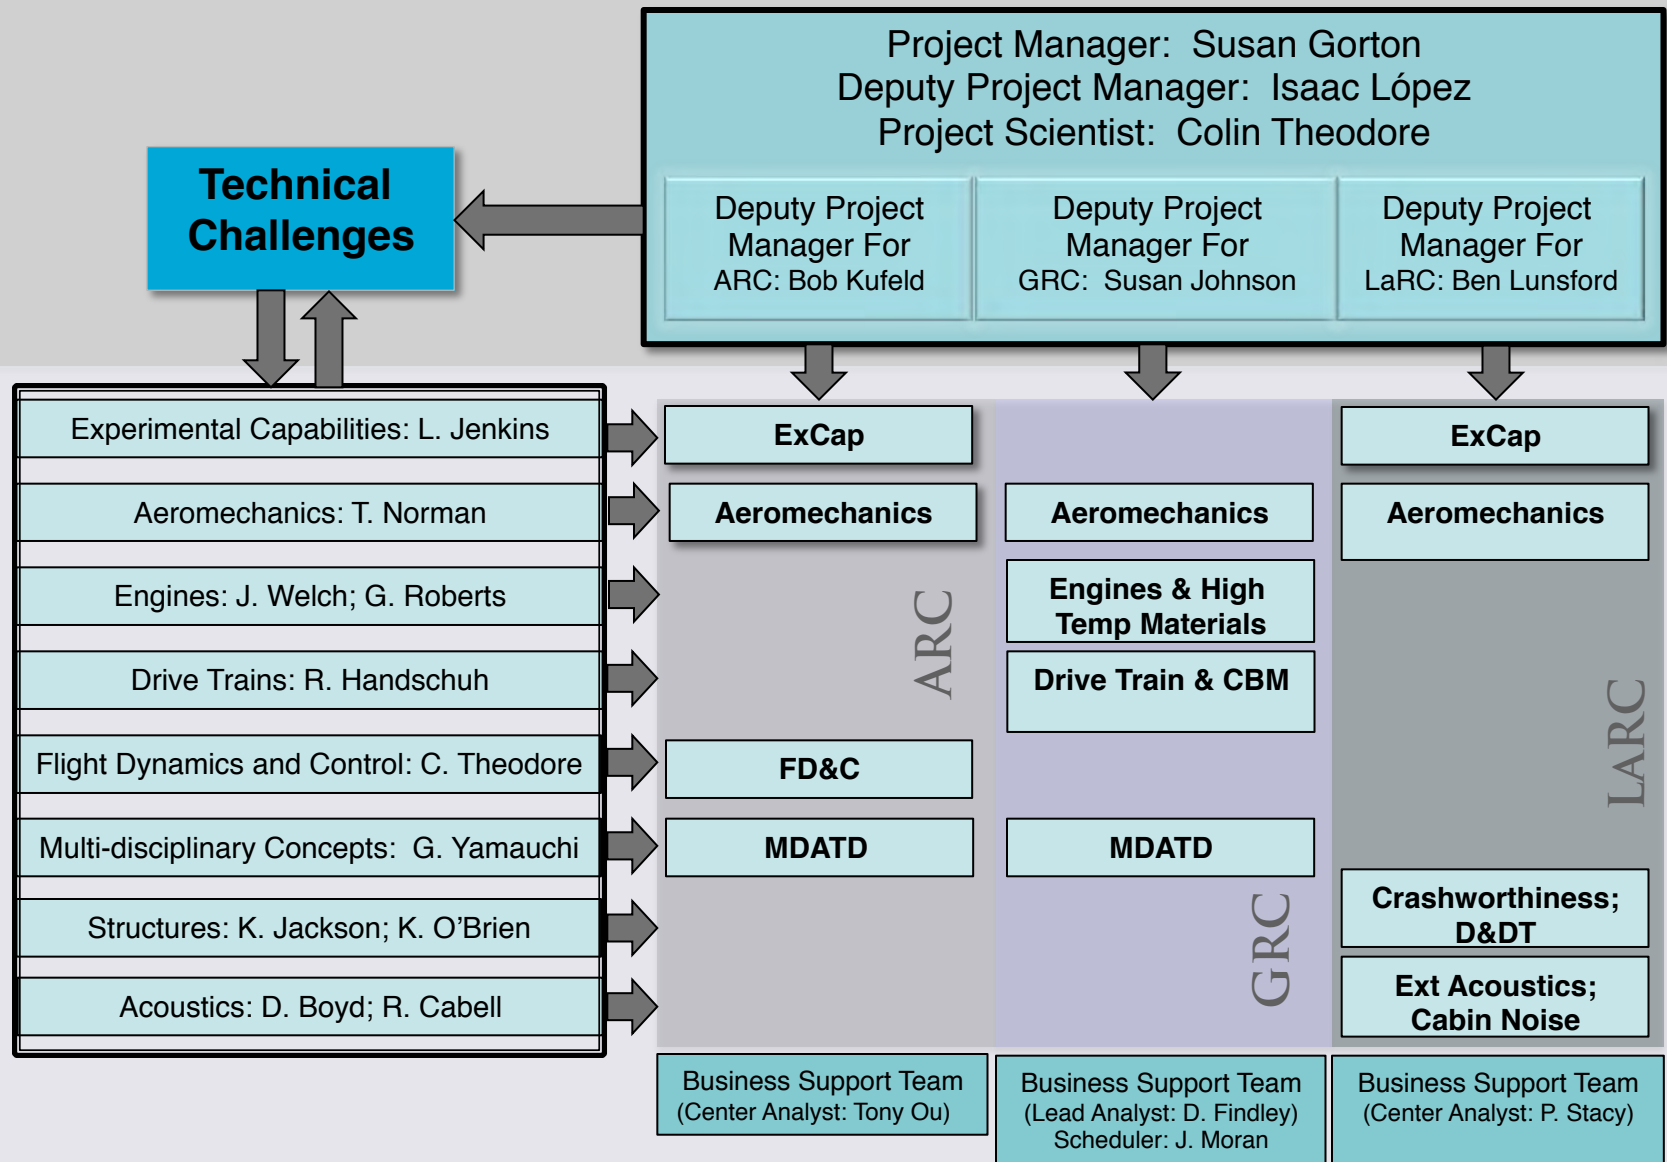 Project Manager:  Susan Gorton
Deputy Project Manager:  Isaac López
Project Scientist:  Colin Theodore
Technical
Challenges
Deputy Project
Manager For
ARC: Bob Kufeld
Deputy Project
Manager For
GRC:  Susan Johnson
Deputy Project
Manager For
LaRC: Ben Lunsford
Experimental Capabilities: L. Jenkins
Aeromechanics: T. Norman
Engines: J. Welch; G. Roberts
Drive Trains: R. Handschuh
Flight Dynamics and Control: C. Theodore
Multi-disciplinary Concepts:  G. Yamauchi
Structures: K. Jackson; K. O'Brien
Acoustics: D. Boyd; R. Cabell
ExCap
Aeromechanics
ARC
FD&C
MDATD
Aeromechanics
Engines & High
Temp Materials
Drive Train & CBM
MDATD
GRC
ExCap
Aeromechanics
LARC
Crashworthiness;
D&DT
Ext Acoustics;
Cabin Noise
Business Support Team
(Center Analyst: Tony Ou)
Business Support Team
(Lead Analyst: D. Findley)
Scheduler: J. Moran
Business Support Team
(Center Analyst: P. Stacy)